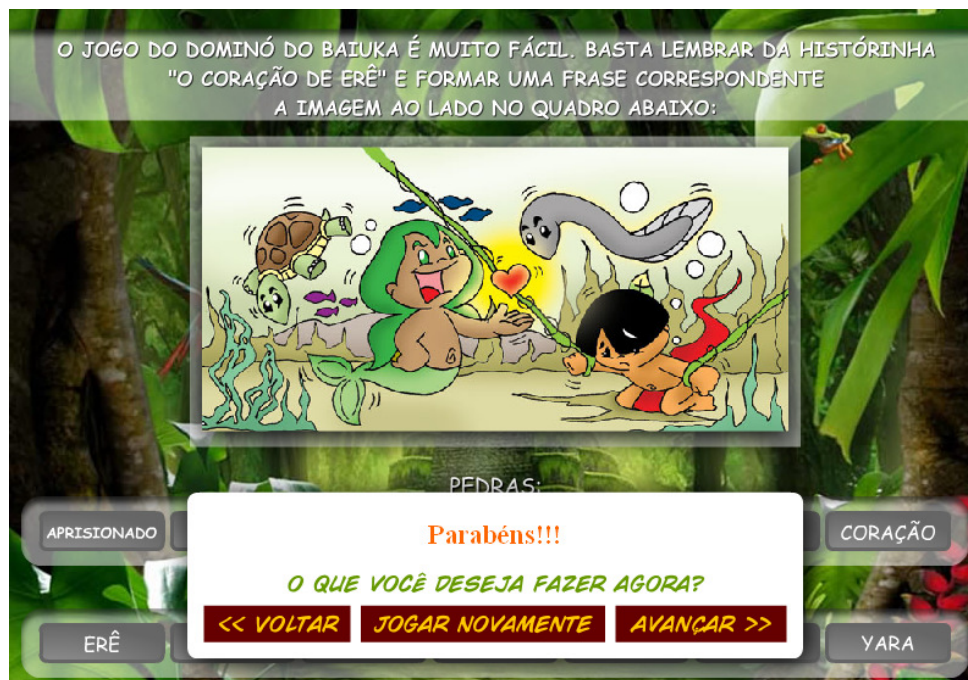 O JOGO DO DOMINÓ DO BAIUKA É MUITO FÁCIL. BASTA LEMBRAR DA HISTÓRINHA
"O CORAÇÃO DE ERÊ" E FORMAR UMA FRASE CORRESPONDENTE
A IMAGEM AO LADO NO QUADRO ABAIXO:
PEDRAS:
APRISIONADO
CORAÇÃO
Parabéns!!!
O QUE VOCÊ DESEJA FAZER AGORA?
<< VOLTAR JOGAR NOVAMENTE AVANÇAR >>
ERÊ
YARA